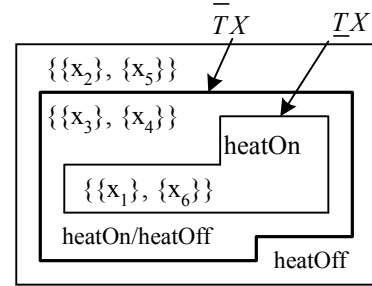 T̅X T̲X
{{x₂}, {x₅}}
{{x₃}, {x₄}}
heatOn
{{x₁}, {x₆}}
heatOn/heatOff
heatOff